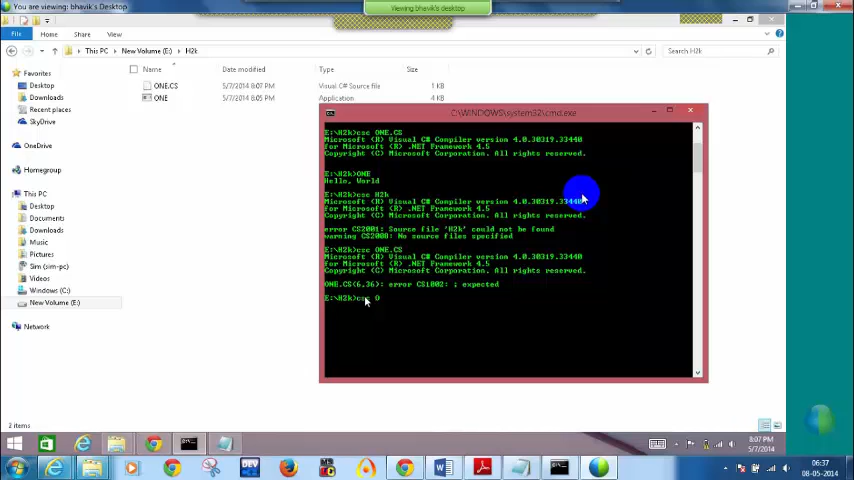 You are viewing: bhavik's Desktop
Viewing bhavik's desktop
File Home Share View
This PC New Volume (E:) H2k
Search H2k
Name Date modified Type Size
Favorites
Desktop
Downloads
Recent places
SkyDrive
OneDrive
Homegroup
This PC
Desktop
Documents
Downloads
Music
Pictures
Sim (sim-pc)
Videos
Windows (C:)
New Volume (E:)
Network
ONE.CS 5/7/2014 8:07 PM Visual C# Source file 1 KB
ONE 5/7/2014 8:05 PM Application 4 KB
C:\WINDOWS\system32\cmd.exe
E:\H2k>csc ONE.CS
Microsoft (R) Visual C# Compiler version 4.0.30319.33440
for Microsoft (R) .NET Framework 4.5
Copyright (C) Microsoft Corporation. All rights reserved.
E:\H2k>ONE
Hello, World
E:\H2k>csc H2k
Microsoft (R) Visual C# Compiler version 4.0.30319.33440
for Microsoft (R) .NET Framework 4.5
Copyright (C) Microsoft Corporation. All rights reserved.
error CS2001: Source file 'H2k' could not be found
warning CS2008: No source files specified
E:\H2k>csc ONE.CS
Microsoft (R) Visual C# Compiler version 4.0.30319.33440
for Microsoft (R) .NET Framework 4.5
Copyright (C) Microsoft Corporation. All rights reserved.
ONE.CS(6,36): error CS1002: ; expected
E:\H2k>csc O
2 items
8:07 PM
5/7/2014
DEV
06:37
08-05-2014